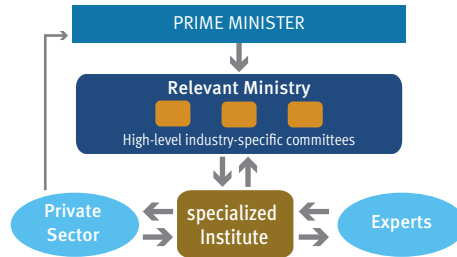 PRIME MINISTER
Relevant Ministry
High-level industry-specific committees
Private
Sector
specialized
Institute
Experts